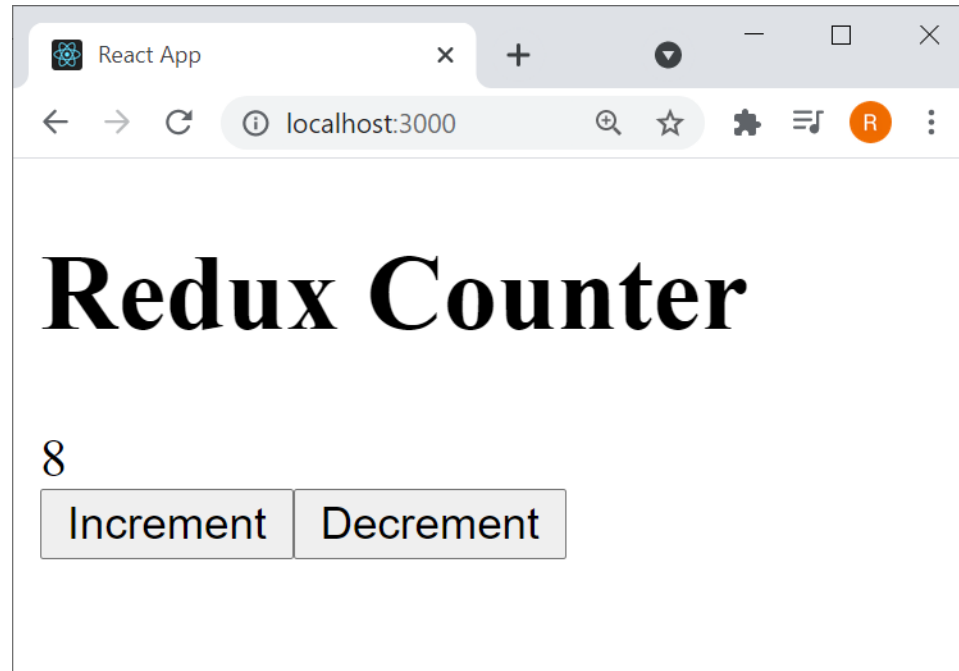 React App
localhost:3000
R
Redux Counter
8
Increment Decrement